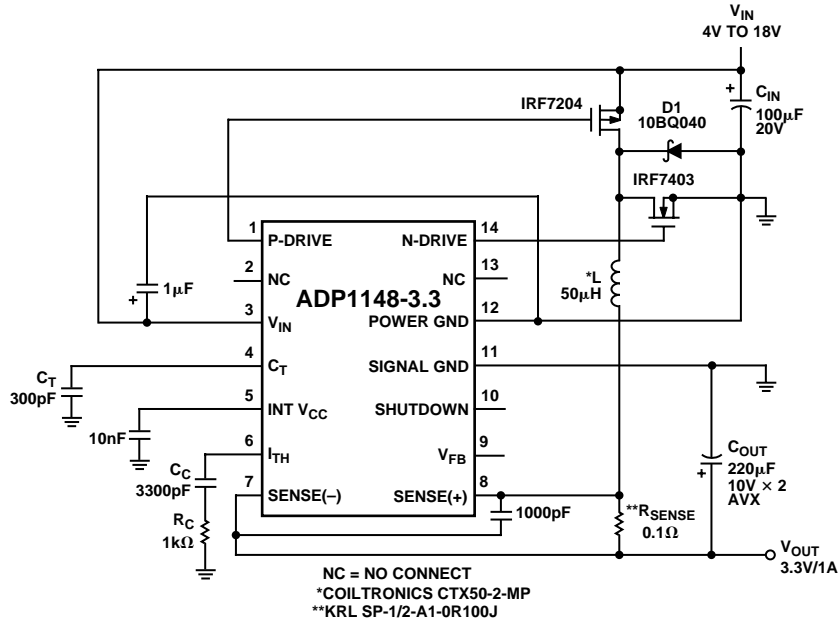 VIN
4V TO 18V
IRF7204
D1
10BQ040
CIN
100μF
20V
+
IRF7403
1
P-DRIVE
N-DRIVE
14
2
NC
NC
13
*L
50μH
1μF
+
ADP1148-3.3
3
VIN
POWER GND
12
4
CT
SIGNAL GND
11
CT
300pF
5
INT VCC
SHUTDOWN
10
10nF
6
ITH
VFB
9
CC
3300pF
7
SENSE(–)
SENSE(+)
8
COUT
220μF
10V × 2
AVX
+
1000pF
**RSENSE
0.1Ω
RC
1kΩ
VOUT
3.3V/1A
NC = NO CONNECT
*COILTRONICS CTX50-2-MP
**KRL SP-1/2-A1-0R100J